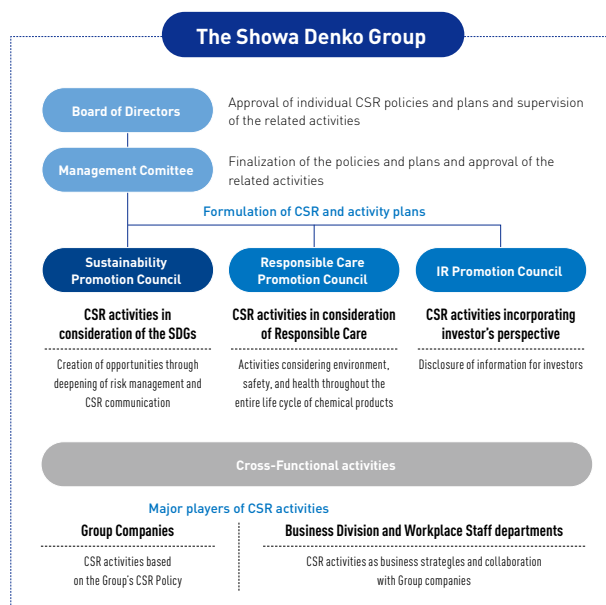 The Showa Denko Group
Board of Directors
Approval of individual CSR policies and plans and supervision
of the related activities
Management Comittee
Finalization of the policies and plans and approval of the
related activities
Formulation of CSR and activity plans
Sustainability
Promotion Council
Responsible Care
Promotion Council
IR Promotion Council
CSR activities in
consideration of the SDGs
CSR activities in consideration
of Responsible Care
CSR activities incorporating
investor's perspective
Creation of opportunities through
deepening of risk management and
CSR communication
Activities considering environment,
safety, and health throughout the
entire life cycle of chemical products
Disclosure of information for investors
Cross-Functional activities
Major players of CSR activities
Group Companies
CSR activities based
on the Group's CSR Policy
Business Division and Workplace Staff departments
CSR activities as business strategles and collaboration
with Group companies